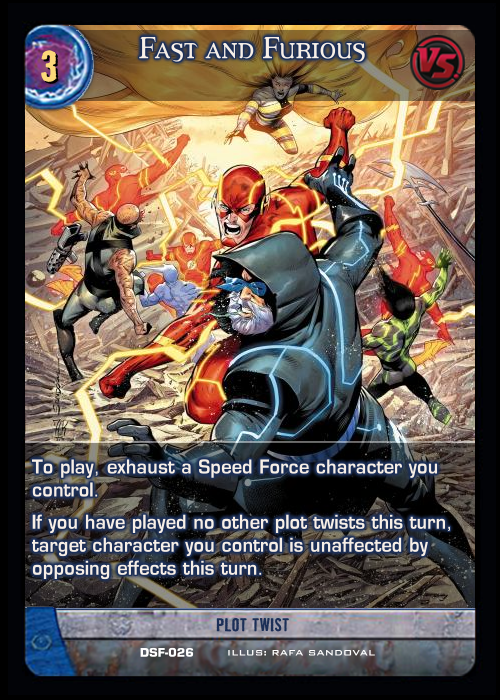 3
Fast and Furious
VS
To play, exhaust a Speed Force character you
control.
If you have played no other plot twists this turn,
target character you control is unaffected by
opposing effects this turn.
PLOT TWIST
DSF-026 ILLUS: RAFA SANDOVAL